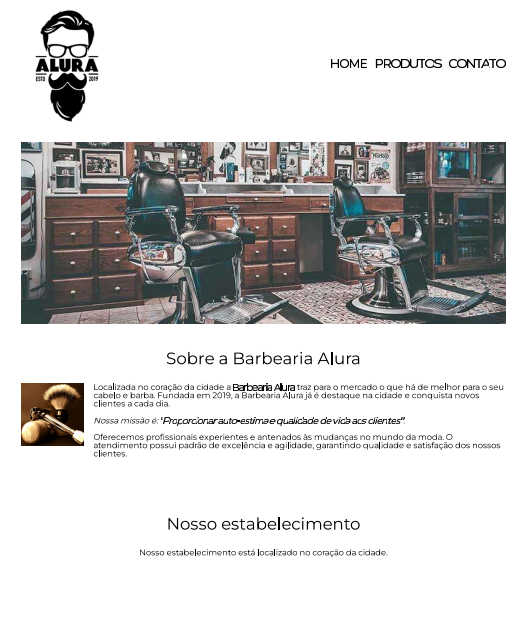 ALURA
ESTD 2019
HOME PRODUTOS CONTATO
Sobre a Barbearia Alura
Localizada no coração da cidade a Barbearia Alura traz para o mercado o que há de melhor para o seu
cabelo e barba. Fundada em 2019, a Barbearia Alura já é destaque na cidade e conquista novos
clientes a cada dia.
Nossa missão é: "Proporcionar auto-estima e qualidade de vida aos clientes".
Oferecemos profissionais experientes e antenados às mudanças no mundo da moda. O
atendimento possui padrão de excelência e agilidade, garantindo qualidade e satisfação dos nossos
clientes.
Nosso estabelecimento
Nosso estabelecimento está localizado no coração da cidade.